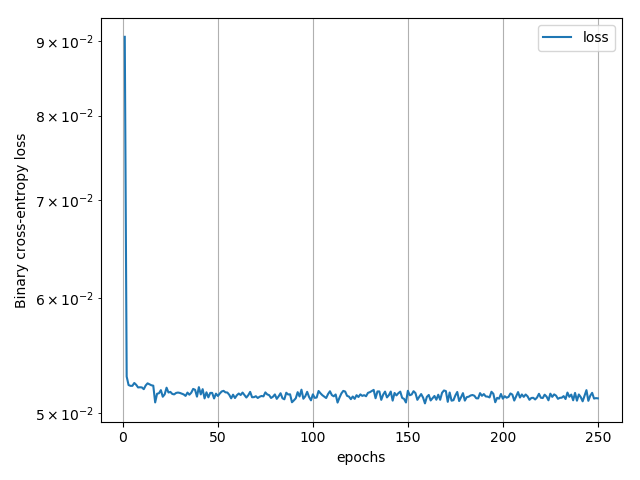 loss
9 × 10⁻²
8 × 10⁻²
7 × 10⁻²
6 × 10⁻²
5 × 10⁻²
Binary cross-entropy loss
0 50 100 150 200 250
epochs